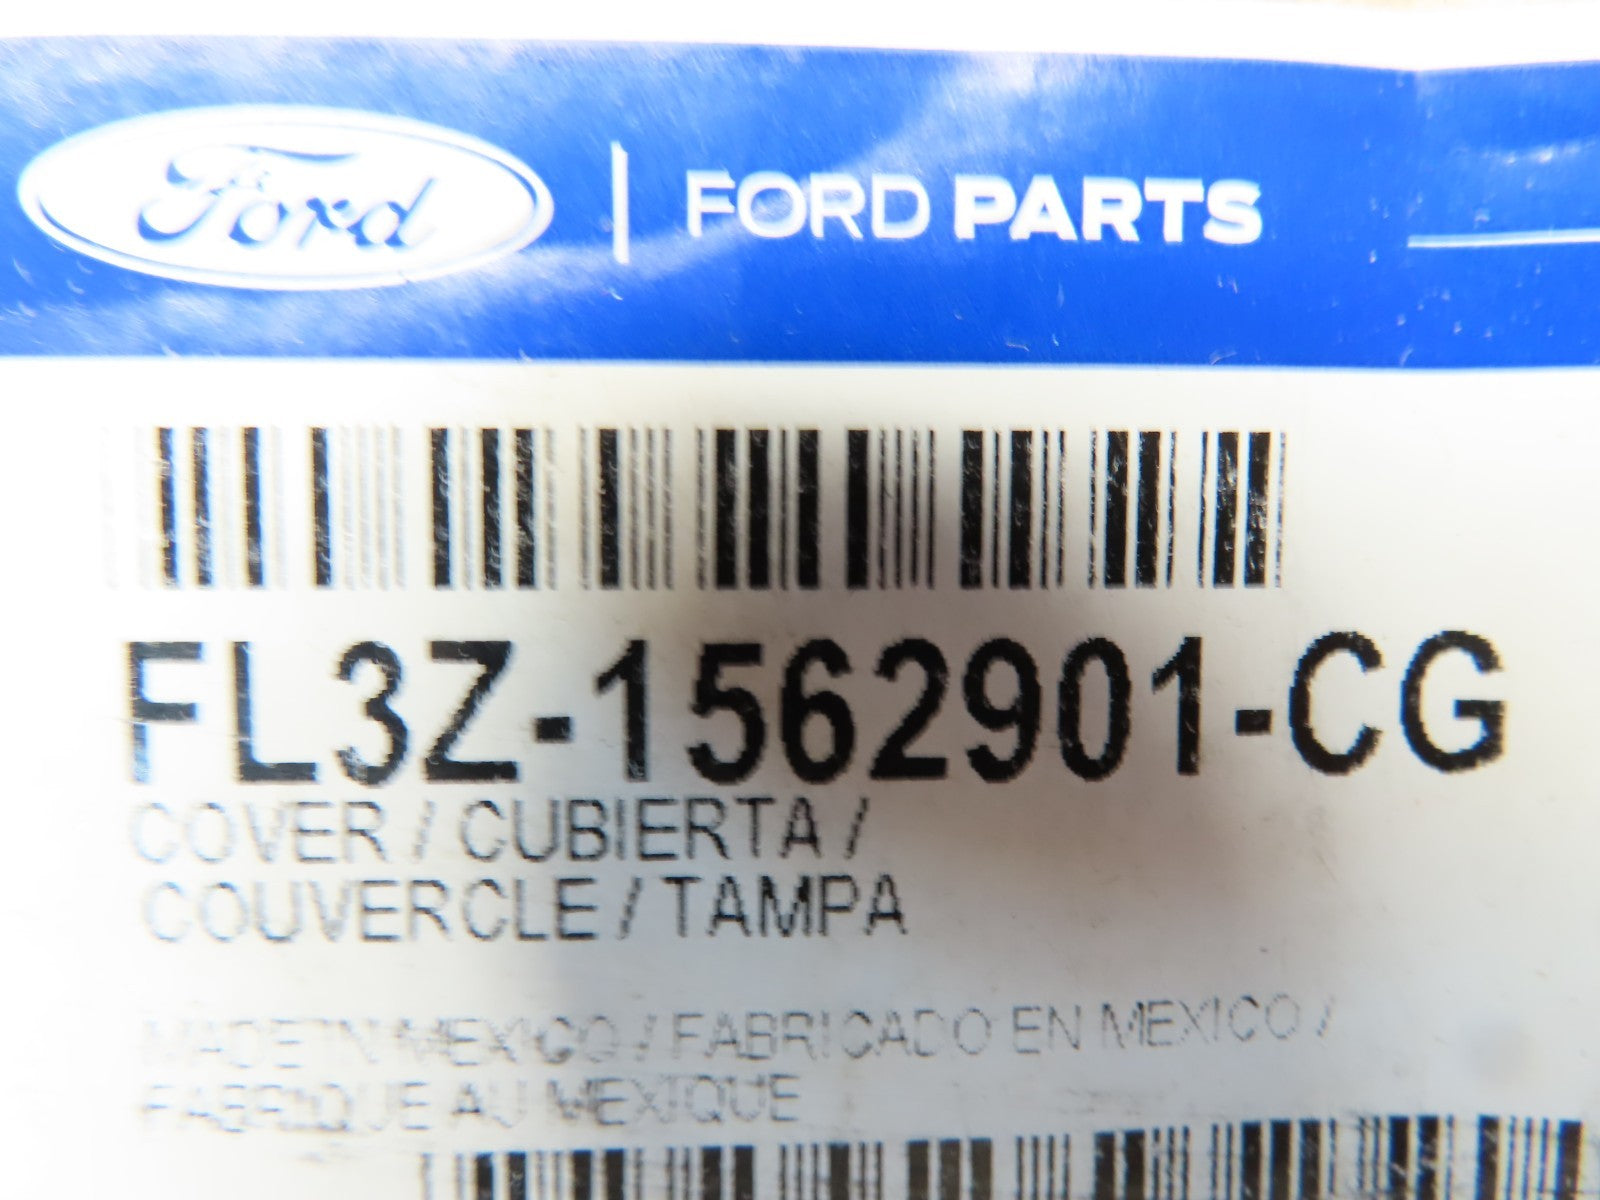 Ford | FORD PARTS
FL3Z-1562901-CG
COVER / CUBIERTA /
COUVERCLE / TAMPA
MADE IN MEXICO / FABRICADO EN MEXICO /
FABRIQUE AU MEXIQUE